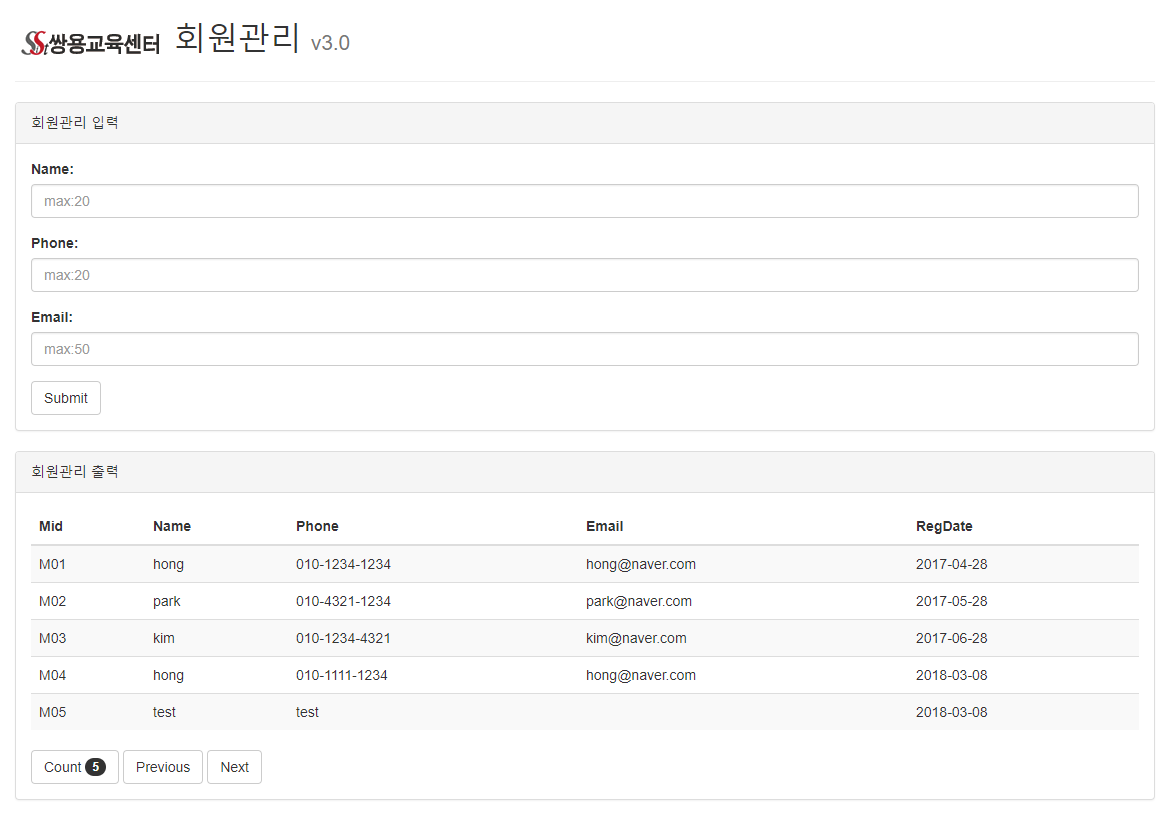 쌍용교육센터 회원관리 v3.0
회원관리 입력
Name:
max:20
Phone:
max:20
Email:
max:50
Submit
회원관리 출력
Mid Name Phone Email RegDate
M01 hong 010-1234-1234 hong@naver.com 2017-04-28
M02 park 010-4321-1234 park@naver.com 2017-05-28
M03 kim 010-1234-4321 kim@naver.com 2017-06-28
M04 hong 010-1111-1234 hong@naver.com 2018-03-08
M05 test test 2018-03-08
Count 5 Previous Next